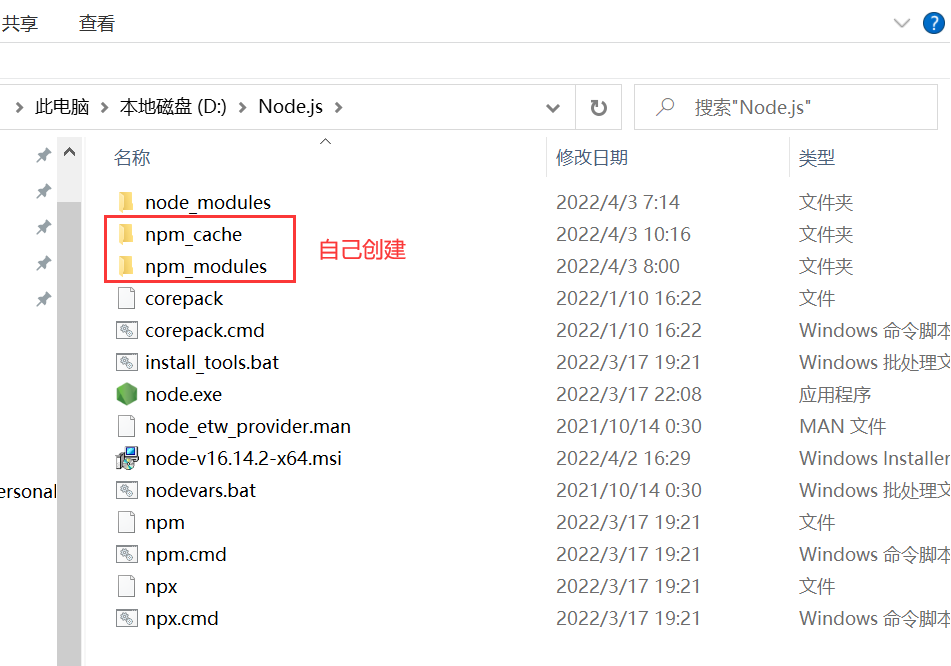 共享 查看
?
此电脑 > 本地磁盘 (D:) > Node.js >
搜索"Node.js"
名称 修改日期 类型
node_modules 2022/4/3 7:14 文件夹
npm_cache 2022/4/3 10:16 文件夹
自己创建
npm_modules 2022/4/3 8:00 文件夹
corepack 2022/1/10 16:22 文件
corepack.cmd 2022/1/10 16:22 Windows 命令脚本
install_tools.bat 2022/3/17 19:21 Windows 批处理文
node.exe 2022/3/17 22:08 应用程序
node_etw_provider.man 2021/10/14 0:30 MAN 文件
node-v16.14.2-x64.msi 2022/4/2 16:29 Windows Installer
ersonal nodevars.bat 2021/10/14 0:30 Windows 批处理文
npm 2022/3/17 19:21 文件
npm.cmd 2022/3/17 19:21 Windows 命令脚本
npx 2022/3/17 19:21 文件
npx.cmd 2022/3/17 19:21 Windows 命令脚本